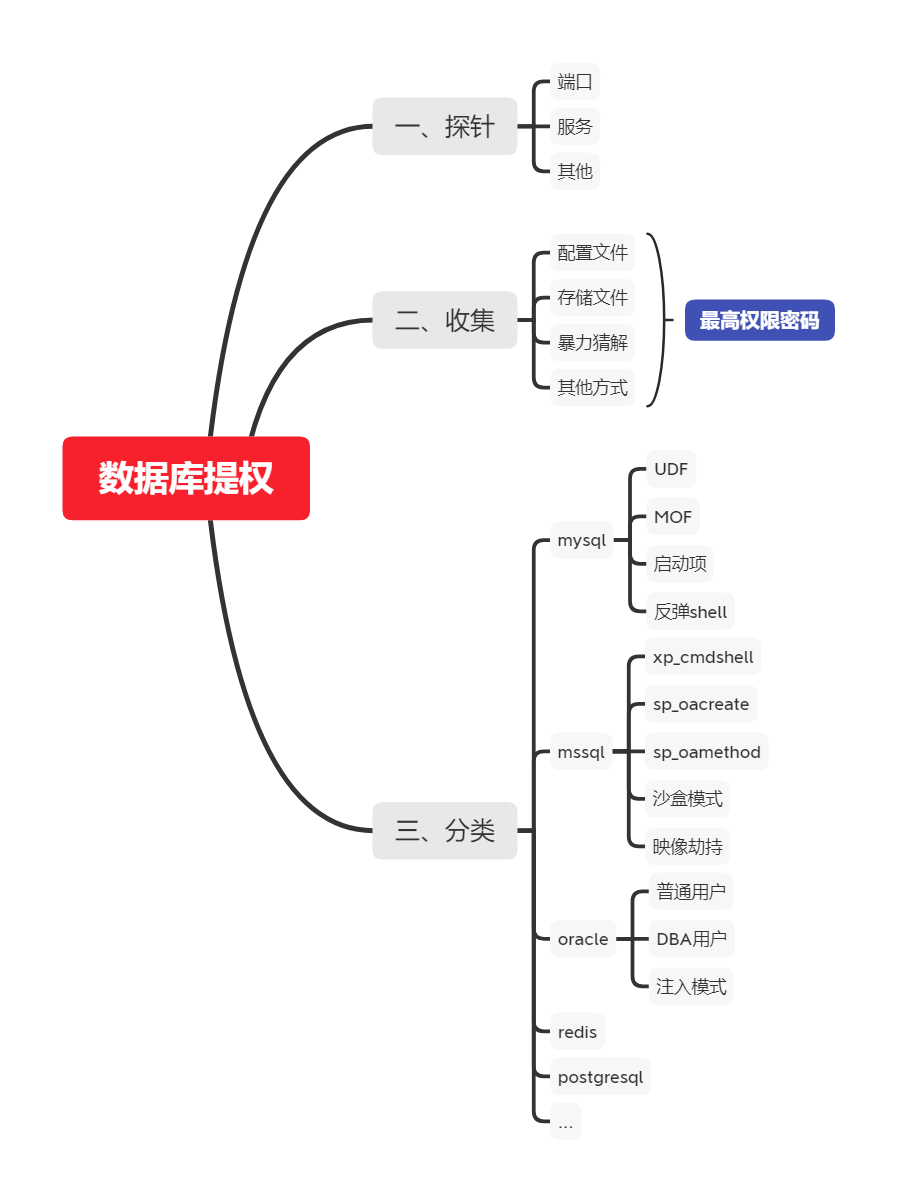 数据库提权
一、探针
端口
服务
其他
二、收集
配置文件
存储文件
暴力猜解
其他方式
最高权限密码
三、分类
mysql
UDF
MOF
启动项
反弹shell
mssql
xp_cmdshell
sp_oacreate
sp_oamethod
沙盒模式
映像劫持
oracle
普通用户
DBA用户
注入模式
redis
postgresql
...